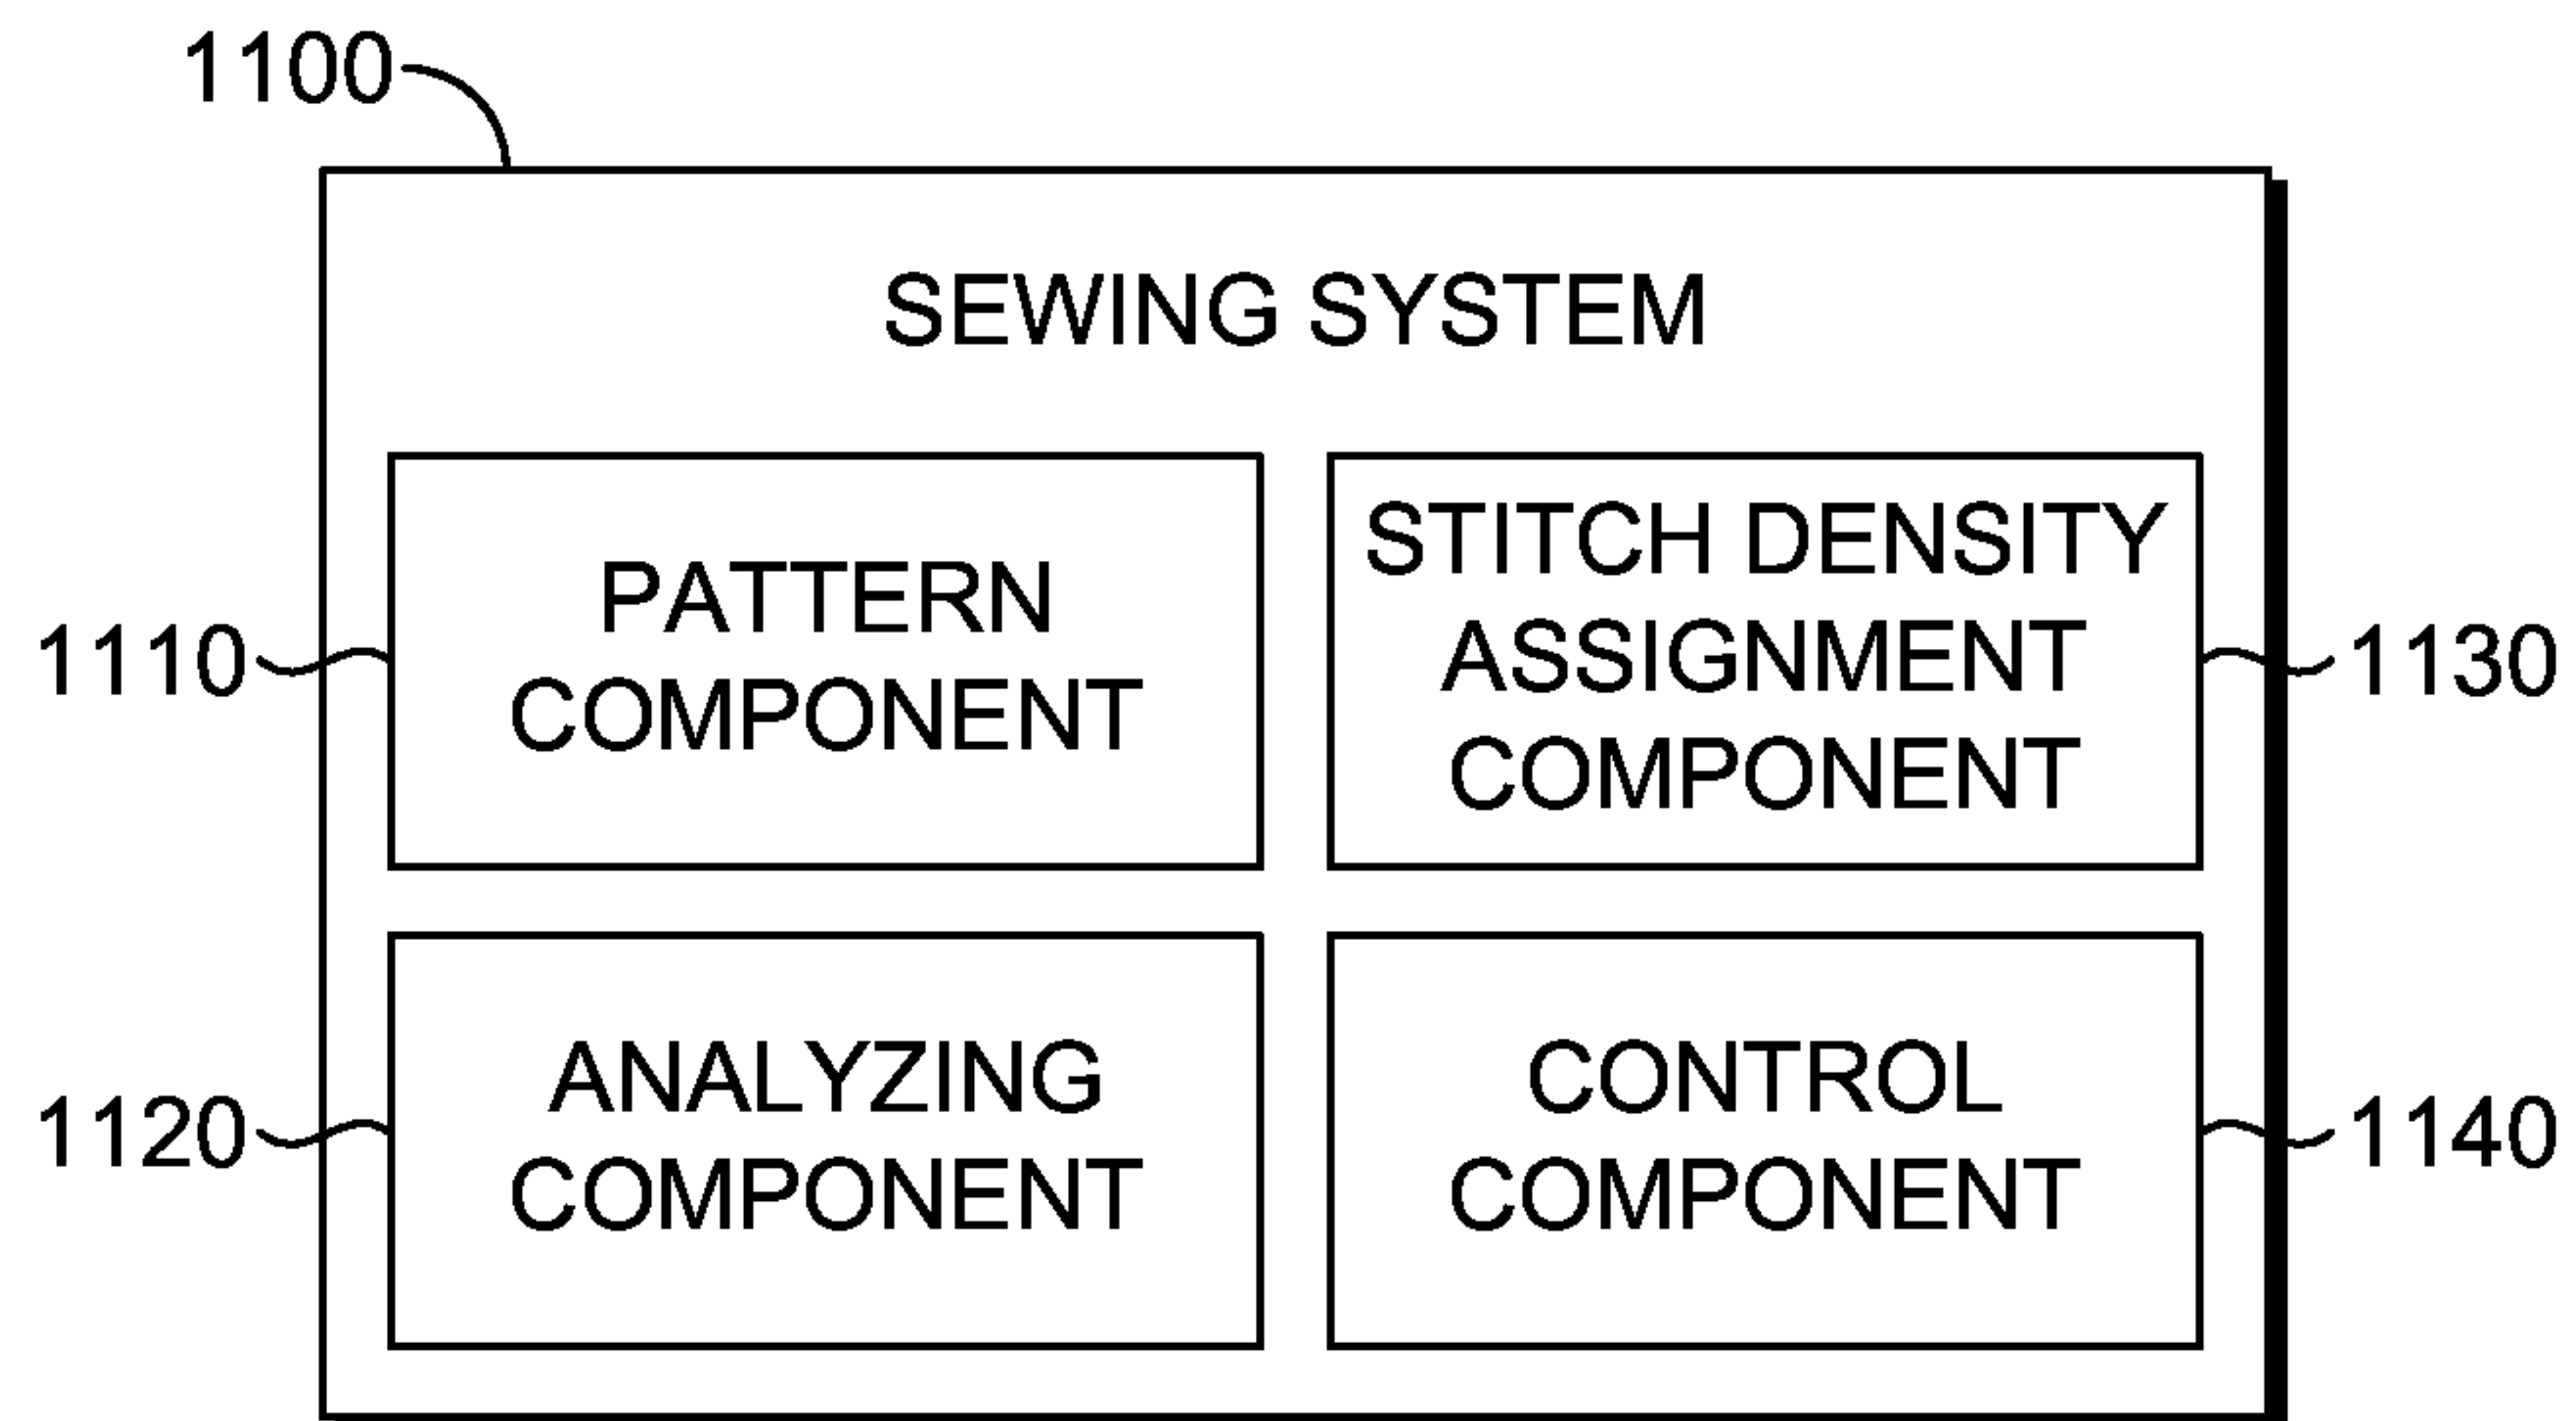 1100
SEWING SYSTEM
1110
PATTERN
COMPONENT
STITCH DENSITY
ASSIGNMENT
COMPONENT
1130
1120
ANALYZING
COMPONENT
CONTROL
COMPONENT
1140